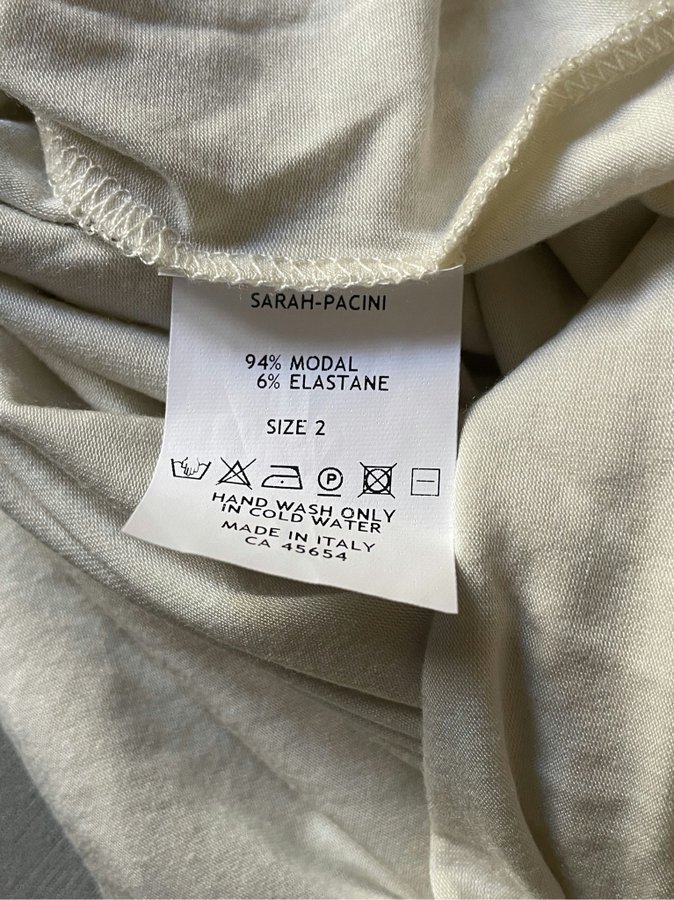 SARAH-PACINI
94% MODAL
6% ELASTANE
SIZE 2
P
HAND WASH ONLY
IN COLD WATER
MADE IN ITALY
CA 45654